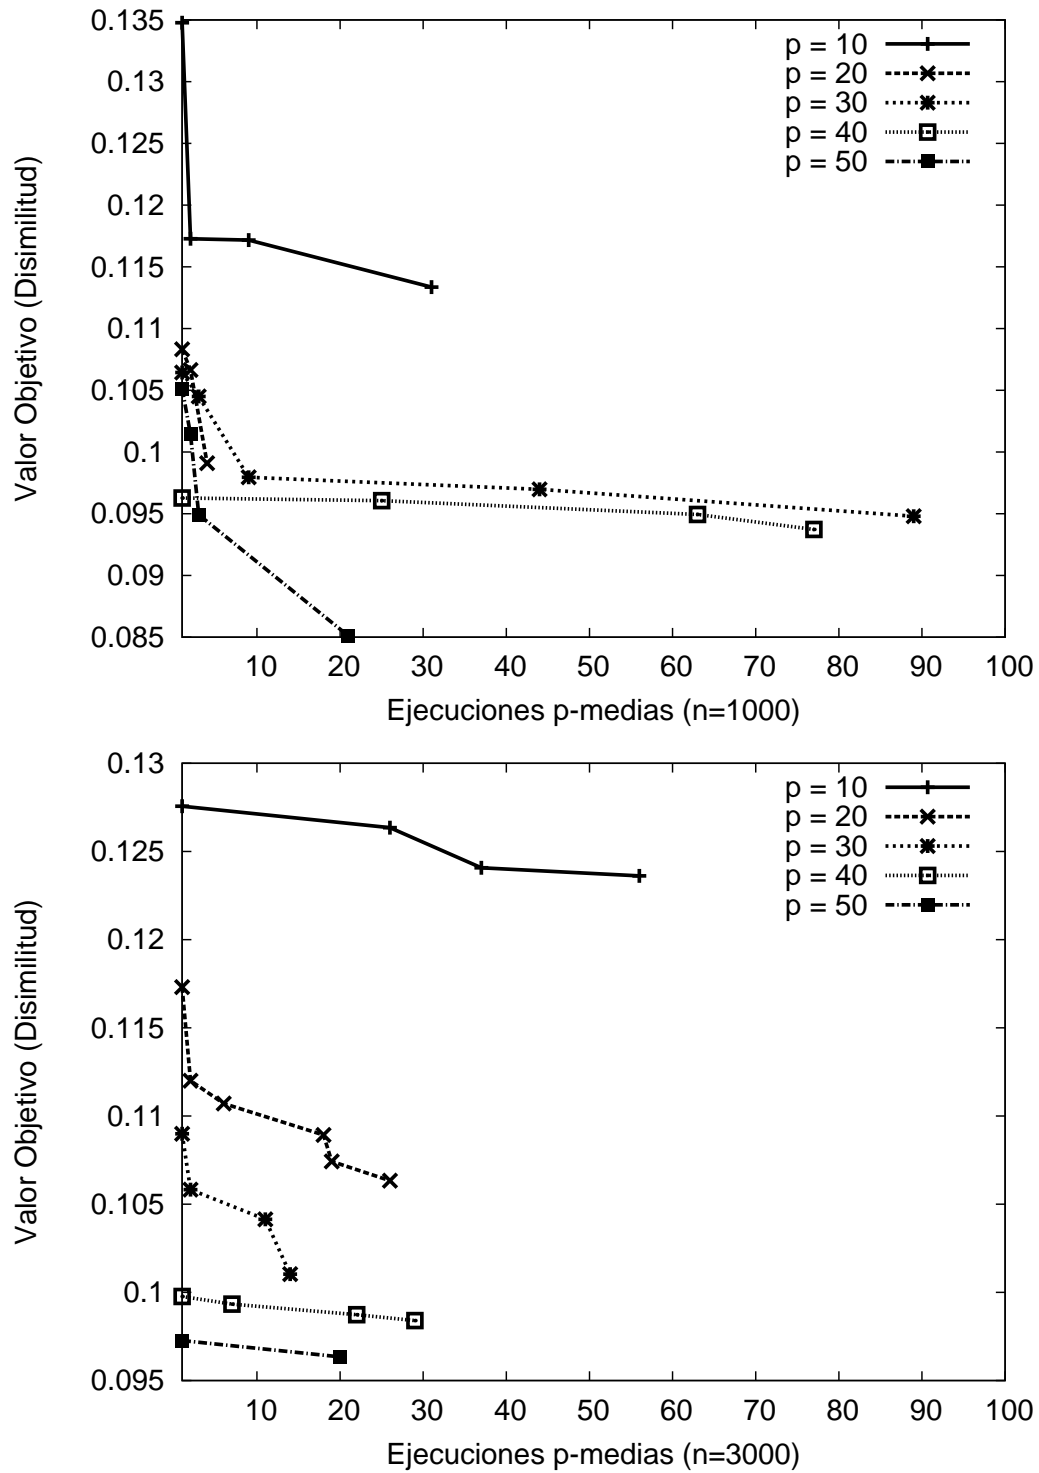 0.135
0.13
0.125
0.12
0.115
0.11
0.105
0.1
0.095
0.09
0.085
Valor Objetivo (Disimilitud)
p = 10
p = 20
p = 30
p = 40
p = 50
10 20 30 40 50 60 70 80 90 100
Ejecuciones p-medias (n=1000)
0.13
0.125
0.12
0.115
0.11
0.105
0.1
0.095
Valor Objetivo (Disimilitud)
p = 10
p = 20
p = 30
p = 40
p = 50
10 20 30 40 50 60 70 80 90 100
Ejecuciones p-medias (n=3000)